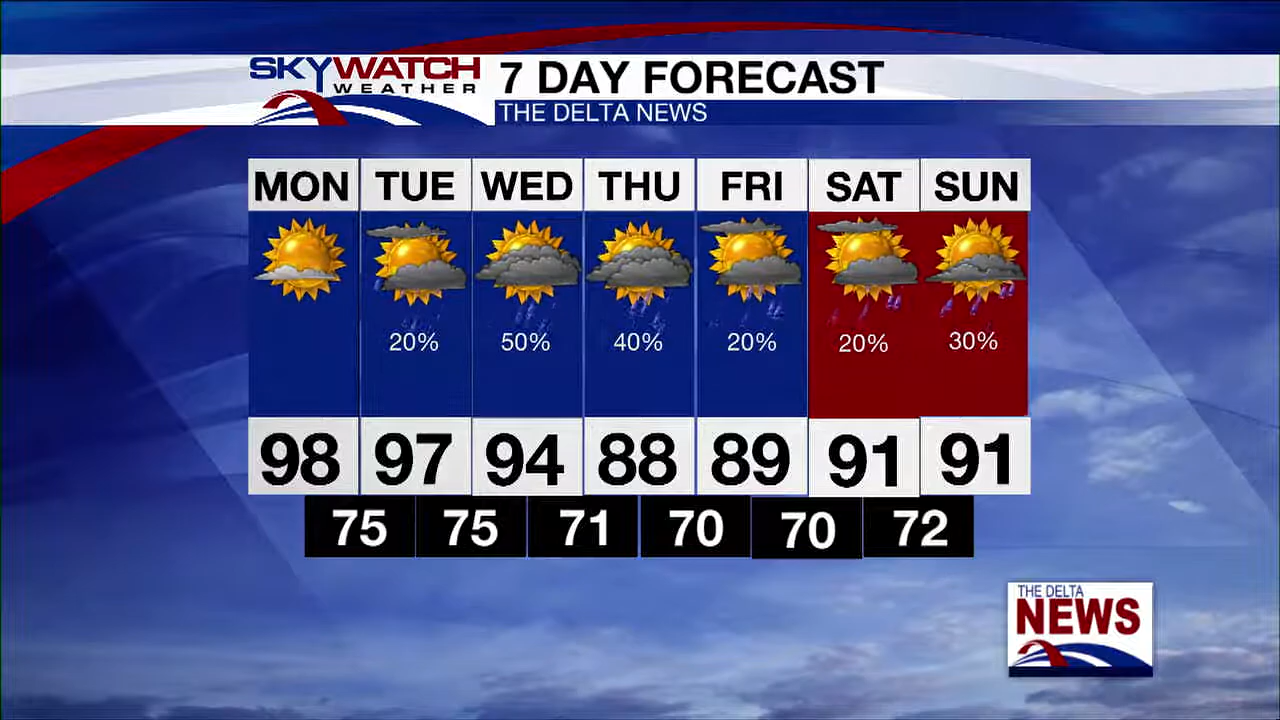 SKYWATCH
WEATHER
7 DAY FORECAST
THE DELTA NEWS
MON TUE WED THU FRI SAT SUN
20% 50% 40% 20% 20% 30%
98 97 94 88 89 91 91
75 75 71 70 70 72
THE DELTA
NEWS